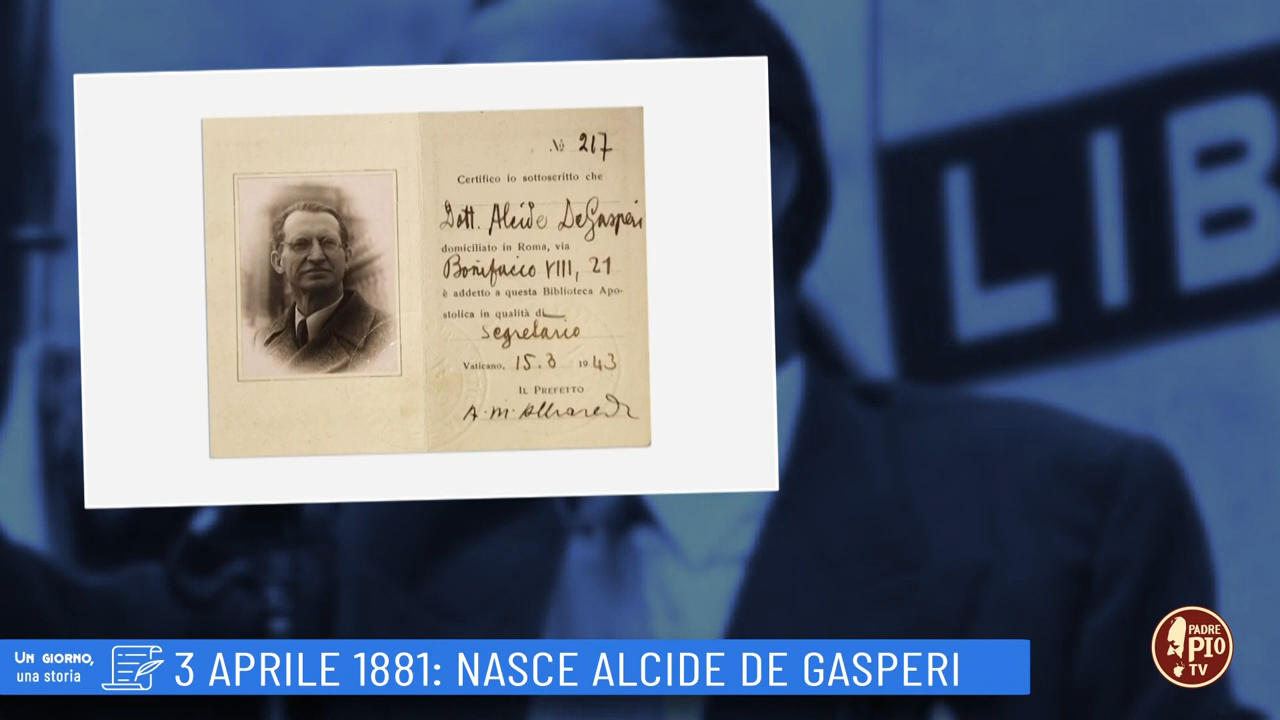 LIB
№ 217
Certifico io sottoscritto che
Dott. Alcide DeGasperi
domiciliato in Roma, via
Bonifacio VIII, 21
è addetto a questa Biblioteca Apo-
stolica in qualità di
segretario
Vaticano, 15.3 1943
IL PREFETTO
A. M. Albareda
UN GIORNO,
una storia
3 APRILE 1881: NASCE ALCIDE DE GASPERI
PADRE
PIO
TV